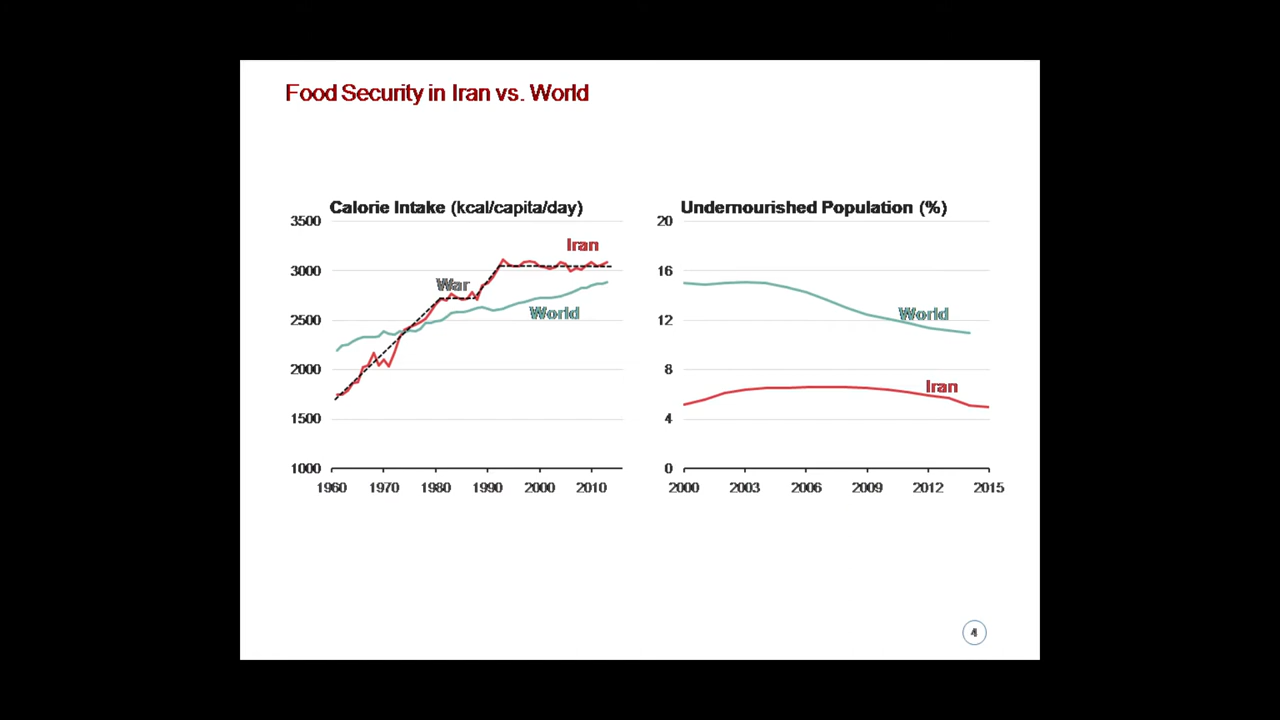 Food Security in Iran vs. World
Calorie Intake (kcal/capita/day)
3500
3000
2500
2000
1500
1000
Iran
War
World
1960 1970 1980 1990 2000 2010
Undernourished Population (%)
20
16
12
8
4
0
World
Iran
2000 2003 2006 2009 2012 2015
4